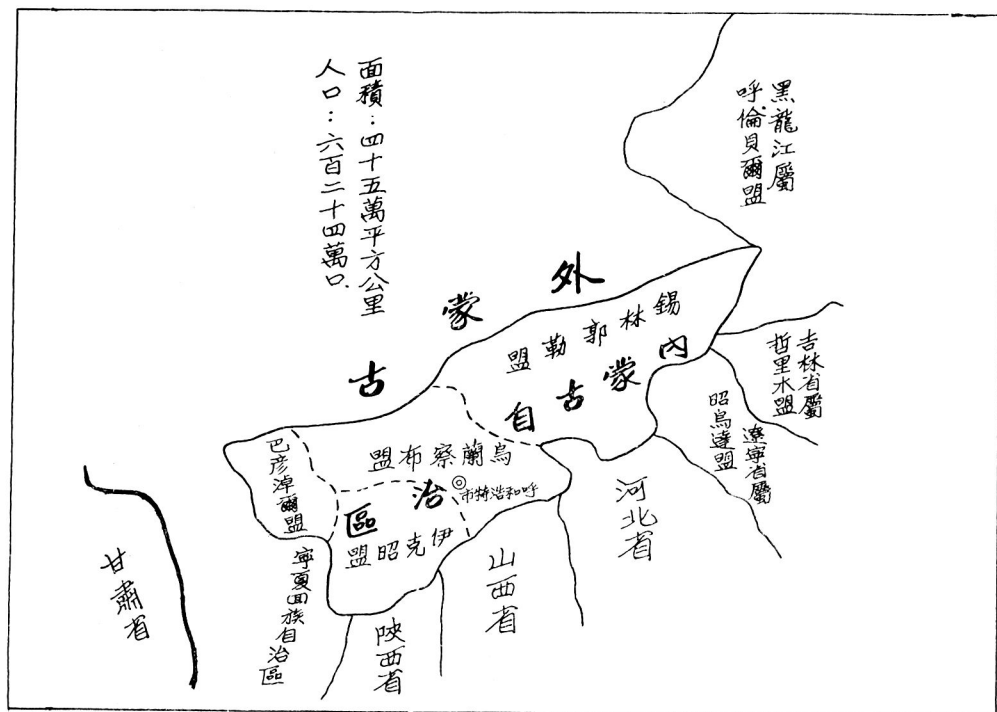 面積：四十五萬平方公里
人口：六百二十四萬口.
黑龍江屬
呼倫貝爾盟
外蒙古
錫林郭勒盟
內蒙古自治區
吉林省屬
哲里木盟
遼寧省屬
昭烏達盟
烏蘭察布盟
呼和浩特市
巴彥淖爾盟
伊克昭盟
河北省
山西省
陝西省
寧夏回族自治區
甘肅省